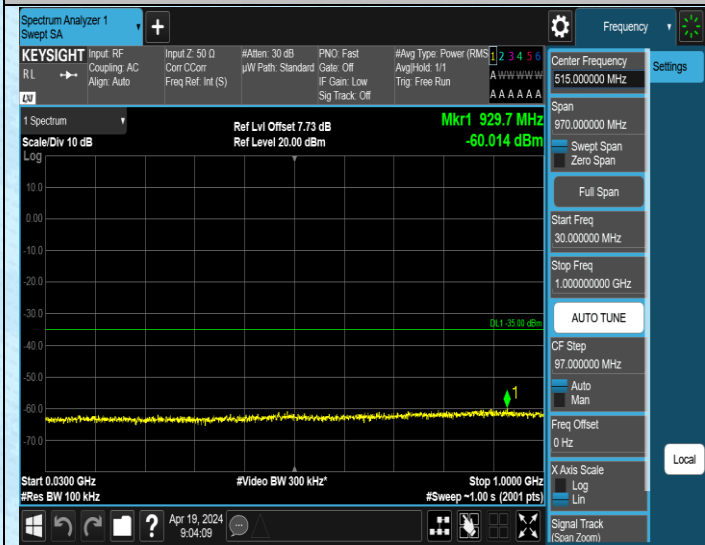 Spectrum Analyzer 1
Swept SA
+
Frequency
KEYSIGHT
RL
LXI
Input: RF
Coupling: AC
Align: Auto
Input Z: 50 Ω
Corr CCorr
Freq Ref: Int (S)
#Atten: 30 dB
µW Path: Standard
PNO: Fast
Gate: Off
IF Gain: Low
Sig Track: Off
#Avg Type: Power (RMS
Avg|Hold: 1/1
Trig: Free Run
1 2 3 4 5 6
A W W W W W
A A A A A A
1 Spectrum
Scale/Div 10 dB
Log
Ref Lvl Offset 7.73 dB
Ref Level 20.00 dBm
Mkr1 929.7 MHz
-60.014 dBm
10.0
0.00
-10.0
-20.0
-30.0
-40.0
-50.0
-60.0
-70.0
DL1 -35.00 dBm
1
Start 0.0300 GHz
#Res BW 100 kHz
#Video BW 300 kHz*
Stop 1.0000 GHz
#Sweep ~1.00 s (2001 pts)
Center Frequency
515.000000 MHz
Settings
Span
970.000000 MHz
Swept Span
Zero Span
Full Span
Start Freq
30.000000 MHz
Stop Freq
1.000000000 GHz
AUTO TUNE
CF Step
97.000000 MHz
Auto
Man
Freq Offset
0 Hz
X Axis Scale
Log
Lin
Signal Track
(Span Zoom)
Local
?
Apr 19, 2024
9:04:09